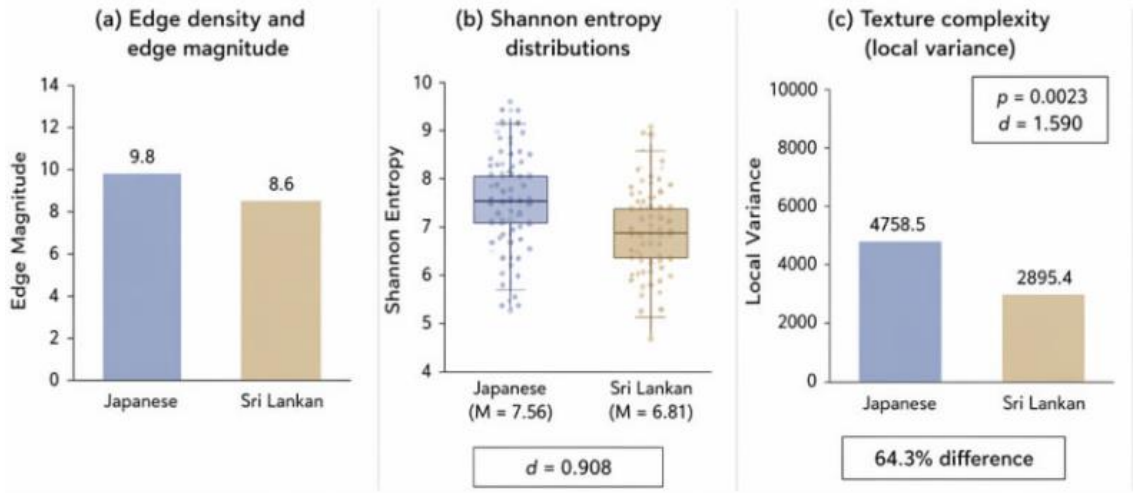 (a) Edge density and
edge magnitude
14
12
10
8
6
4
2
0
Edge Magnitude
9.8
8.6
Japanese
Sri Lankan
(b) Shannon entropy
distributions
10
9
8
7
6
5
4
Shannon Entropy
Japanese
(M = 7.56)
Sri Lankan
(M = 6.81)
d = 0.908
(c) Texture complexity
(local variance)
10000
8000
6000
4000
2000
0
Local Variance
p = 0.0023
d = 1.590
4758.5
2895.4
Japanese
Sri Lankan
64.3% difference